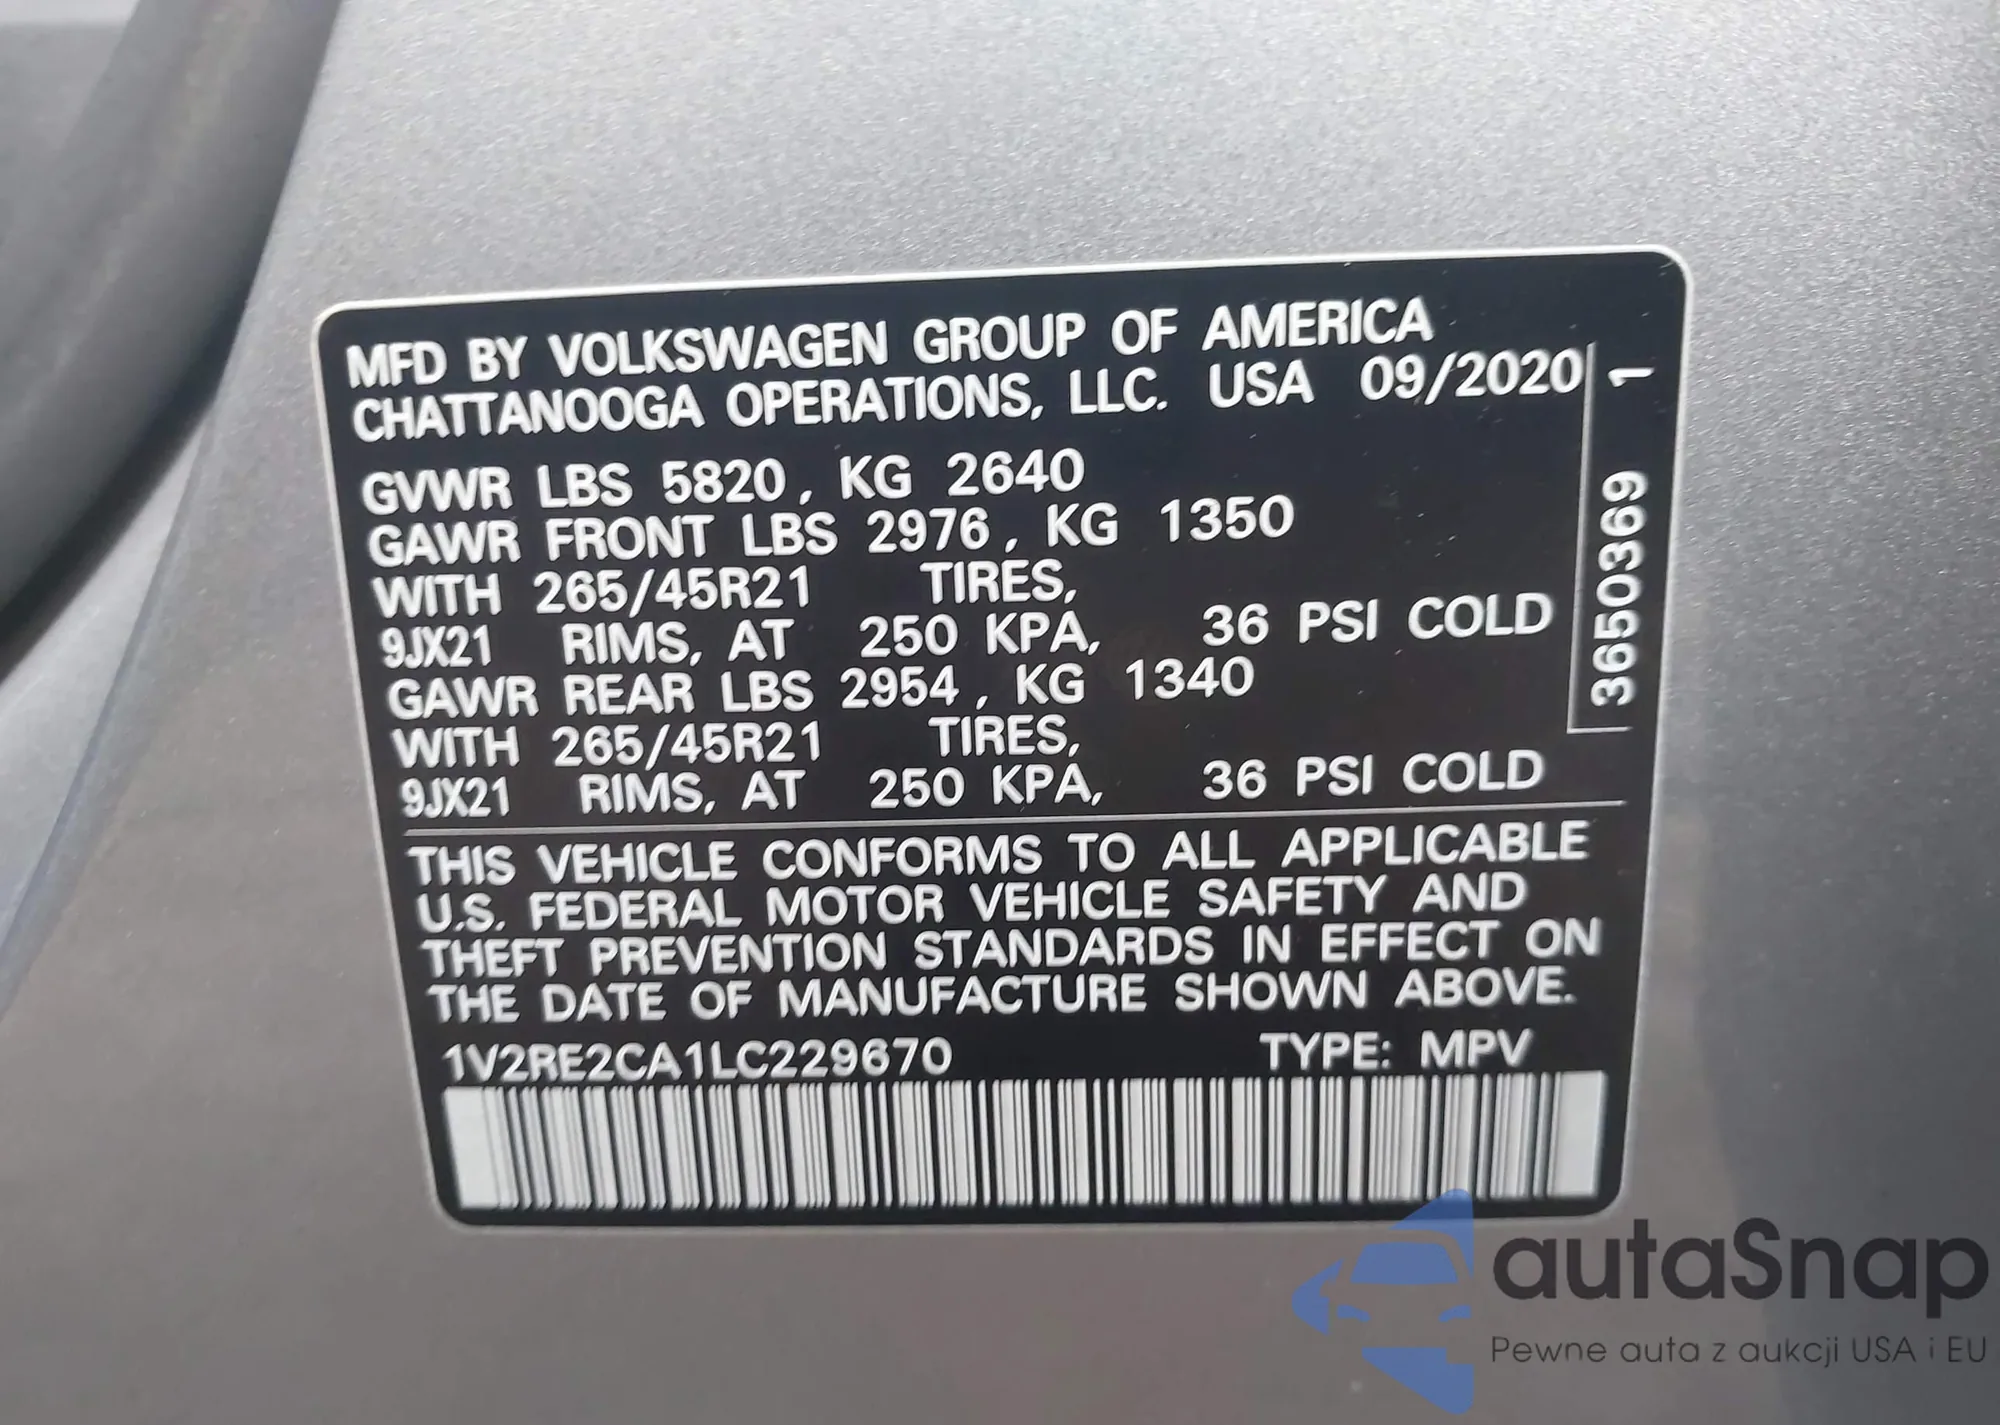 MFD BY VOLKSWAGEN GROUP OF AMERICA
CHATTANOOGA OPERATIONS, LLC. USA 09/2020
GVWR LBS 5820, KG 2640
GAWR FRONT LBS 2976, KG 1350
WITH 265/45R21 TIRES,
9JX21 RIMS, AT 250 KPA, 36 PSI COLD
GAWR REAR LBS 2954, KG 1340
WITH 265/45R21 TIRES,
9JX21 RIMS, AT 250 KPA, 36 PSI COLD
3650369 1
THIS VEHICLE CONFORMS TO ALL APPLICABLE
U.S. FEDERAL MOTOR VEHICLE SAFETY AND
THEFT PREVENTION STANDARDS IN EFFECT ON
THE DATE OF MANUFACTURE SHOWN ABOVE.
1V2RE2CA1LC229670 TYPE: MPV
autaSnap
Pewne auta z aukcji USA i EU